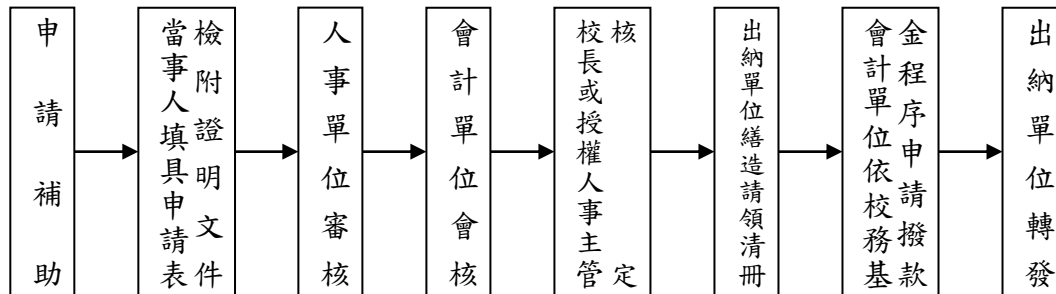 申請補助
當事人填具申請表
檢附證明文件
人事單位審核
會計單位會核
校長或授權人事主管
核定
出納單位繕造請領清冊
會計單位依校務基
金程序申請撥款
出納單位轉發